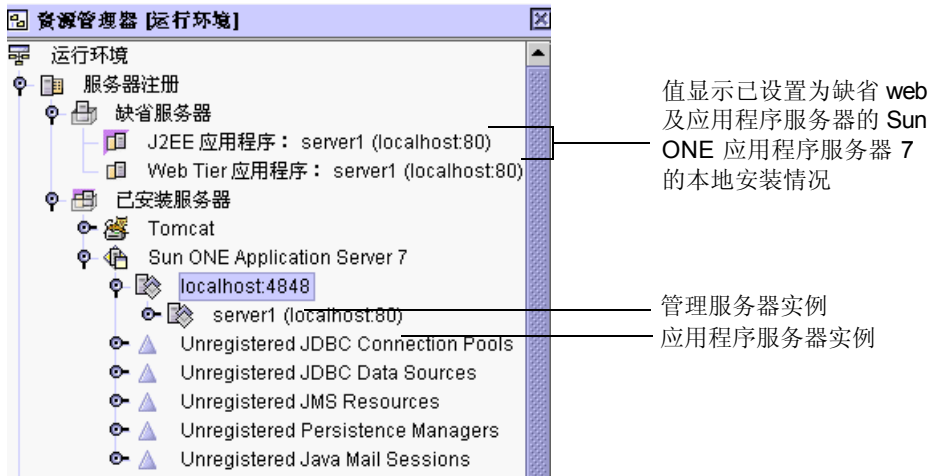 资源管理器 [运行环境]
运行环境
服务器注册
缺省服务器
J2EE 应用程序： server1 (localhost:80)
Web Tier 应用程序： server1 (localhost:80)
已安装服务器
Tomcat
Sun ONE Application Server 7
localhost:4848
server1 (localhost:80)
Unregistered JDBC Connection Pools
Unregistered JDBC Data Sources
Unregistered JMS Resources
Unregistered Persistence Managers
Unregistered Java Mail Sessions
值显示已设置为缺省 web
及应用程序服务器的 Sun
ONE 应用程序服务器 7
的本地安装情况
管理服务器实例
应用程序服务器实例